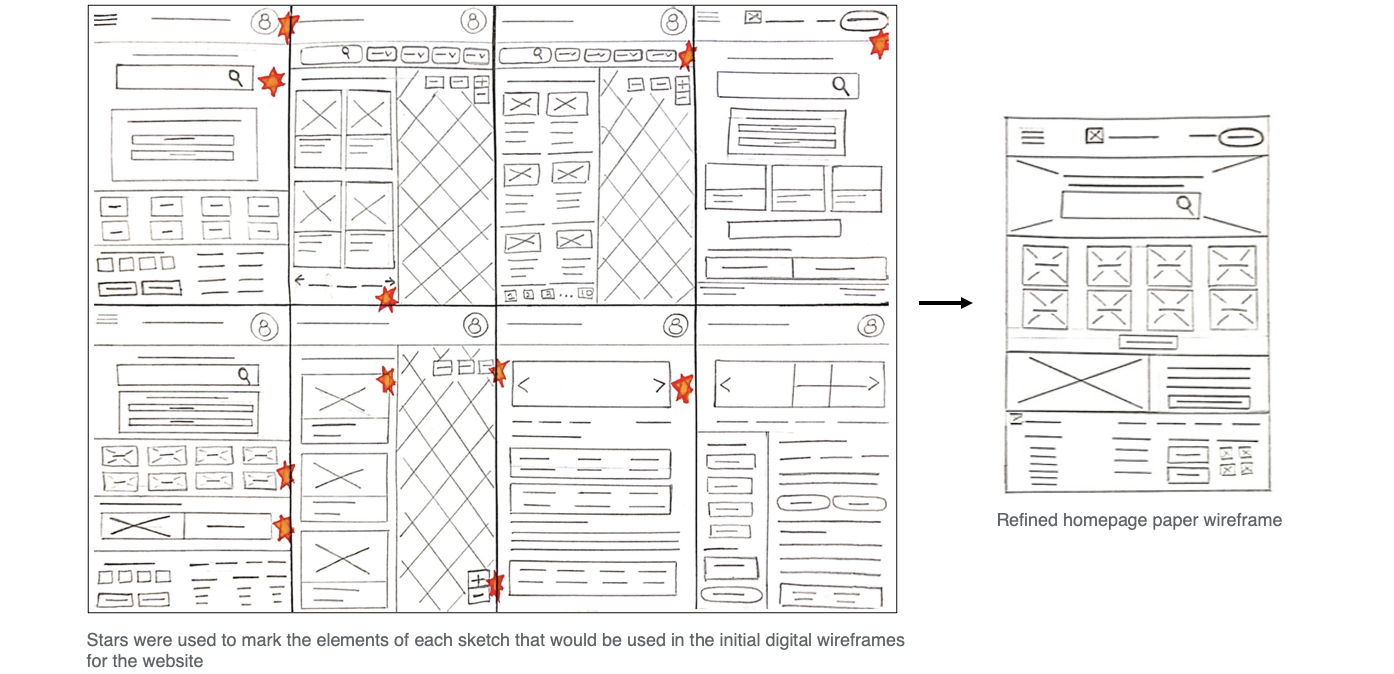 Refined homepage paper wireframe
Stars were used to mark the elements of each sketch that would be used in the initial digital wireframes
for the website